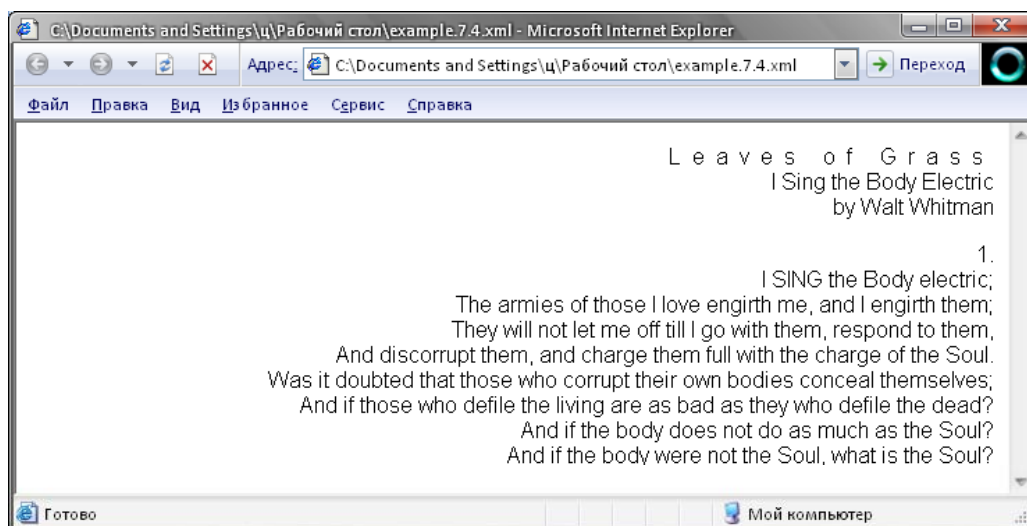 C:\Documents and Settings\ц\Рабочий стол\example.7.4.xml - Microsoft Internet Explorer
Адрес: C:\Documents and Settings\ц\Рабочий стол\example.7.4.xml Переход
Файл Правка Вид Избранное Сервис Справка
Leaves of Grass
I Sing the Body Electric
by Walt Whitman
1.
I SING the Body electric;
The armies of those I love engirth me, and I engirth them;
They will not let me off till I go with them, respond to them,
And discorrupt them, and charge them full with the charge of the Soul.
Was it doubted that those who corrupt their own bodies conceal themselves;
And if those who defile the living are as bad as they who defile the dead?
And if the body does not do as much as the Soul?
And if the body were not the Soul, what is the Soul?
Готово Мой компьютер